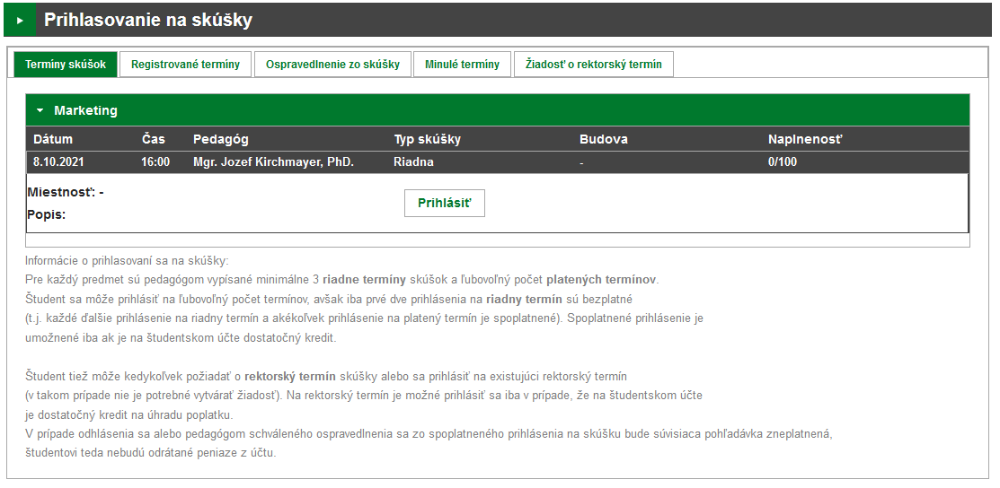 Prihlasovanie na skúšky
Termíny skúšok Registrované termíny Ospravedlnenie zo skúšky Minulé termíny Žiadosť o rektorský termín
Marketing
Dátum Čas Pedagóg Typ skúšky Budova Naplnenosť
8.10.2021 16:00 Mgr. Jozef Kirchmayer, PhD. Riadna - 0/100
Miestnosť: -
Prihlásiť
Popis:
Informácie o prihlasovaní sa na skúšky:
Pre každý predmet sú pedagógom vypísané minimálne 3 riadne termíny skúšok a ľubovoľný počet platených termínov.
Študent sa môže prihlásiť na ľubovoľný počet termínov, avšak iba prvé dve prihlásenia na riadny termín sú bezplatné
(t.j. každé ďalšie prihlásenie na riadny termín a akékoľvek prihlásenie na platený termín je spoplatnené). Spoplatnené prihlásenie je
umožnené iba ak je na študentskom účte dostatočný kredit.
Študent tiež môže kedykoľvek požiadať o rektorský termín skúšky alebo sa prihlásiť na existujúci rektorský termín
(v takom prípade nie je potrebné vytvárať žiadosť). Na rektorský termín je možné prihlásiť sa iba v prípade, že na študentskom účte
je dostatočný kredit na úhradu poplatku.
V prípade odhlásenia sa alebo pedagógom schváleného ospravedlnenia sa zo spoplatneného prihlásenia na skúšku bude súvisiaca pohľadávka zneplatnená,
študentovi teda nebudú odrátané peniaze z účtu.